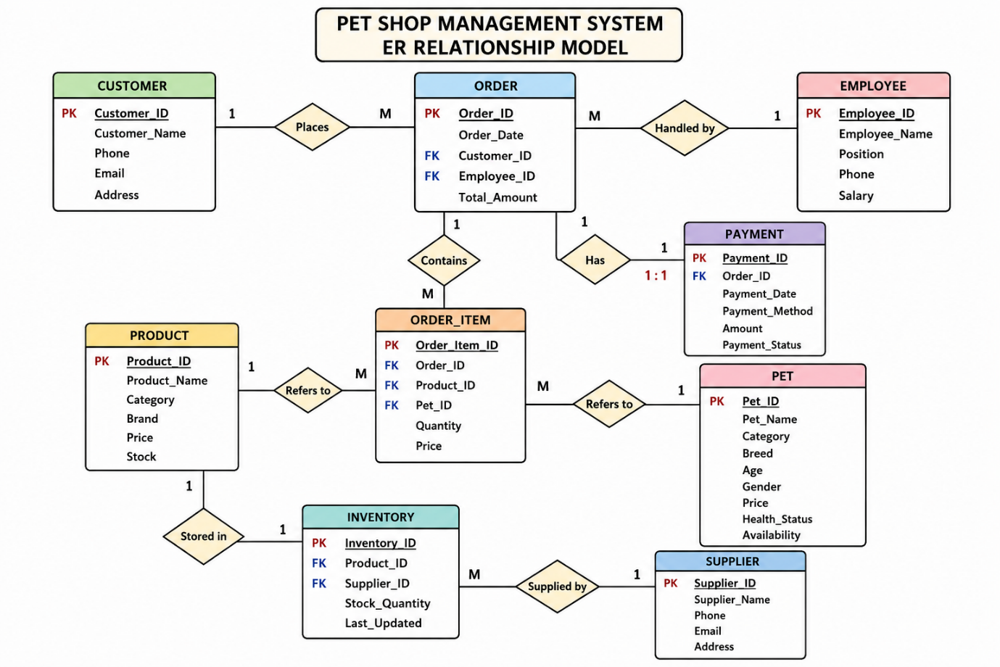 PET SHOP MANAGEMENT SYSTEM
ER RELATIONSHIP MODEL
CUSTOMER
PK Customer_ID
Customer_Name
Phone
Email
Address
1
Places
M
ORDER
PK Order_ID
Order_Date
FK Customer_ID
FK Employee_ID
Total_Amount
M
Handled by
1
EMPLOYEE
PK Employee_ID
Employee_Name
Position
Phone
Salary
1
Contains
M
1
Has
1
1 : 1
PAYMENT
PK Payment_ID
FK Order_ID
Payment_Date
Payment_Method
Amount
Payment_Status
PRODUCT
PK Product_ID
Product_Name
Category
Brand
Price
Stock
1
Refers to
M
ORDER_ITEM
PK Order_Item_ID
FK Order_ID
FK Product_ID
FK Pet_ID
Quantity
Price
M
Refers to
1
PET
PK Pet_ID
Pet_Name
Category
Breed
Age
Gender
Price
Health_Status
Availability
1
Stored in
1
INVENTORY
PK Inventory_ID
FK Product_ID
FK Supplier_ID
Stock_Quantity
Last_Updated
M
Supplied by
1
SUPPLIER
PK Supplier_ID
Supplier_Name
Phone
Email
Address